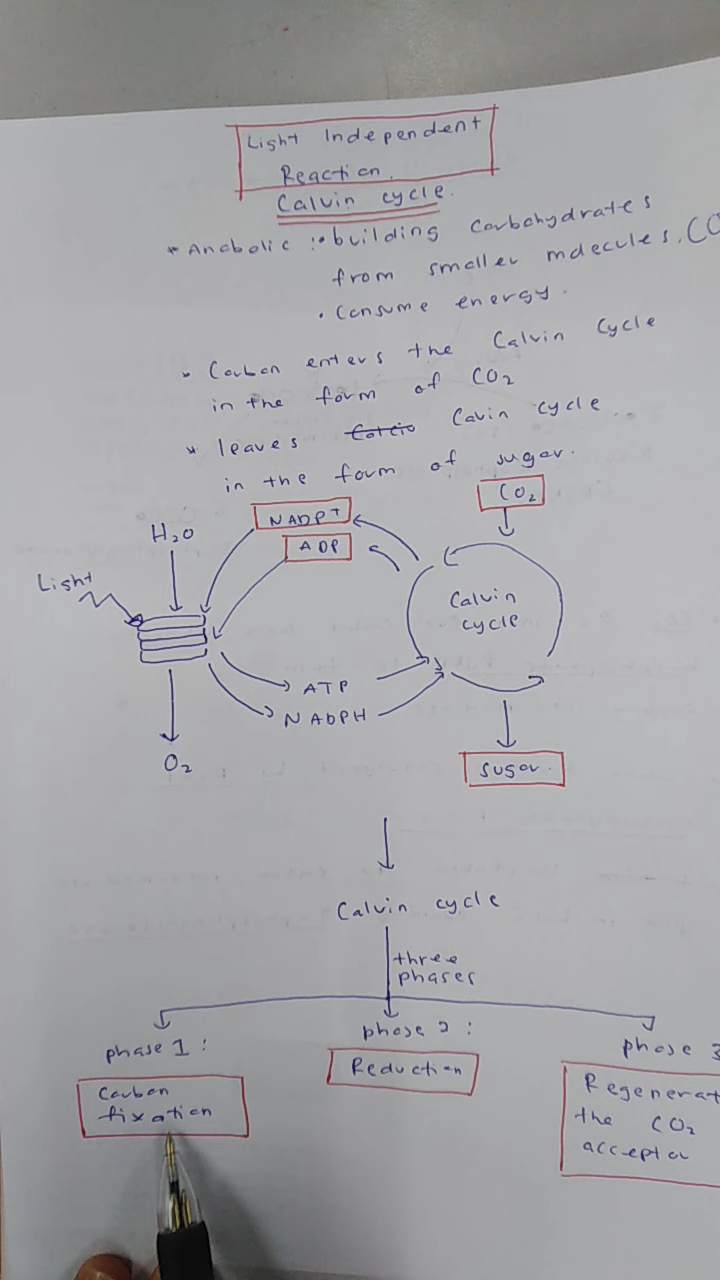 Light Independent
Reaction.
Calvin cycle.
* Anabolic : • building carbohydrates
from smaller molecules. CO
• Consume energy.
• Carbon enters the Calvin cycle
in the form of CO2
* leaves Calvin cycle.
in the form of sugar.
CO2
NADP+
H2O
ADP
Light
Calvin
cycle
ATP
NADPH
O2
sugar.
Calvin cycle
three
phases
phase 1 :
phase 2 :
phase 3
Carbon
fixation
Reduction
Regenerat
the CO2
acceptor